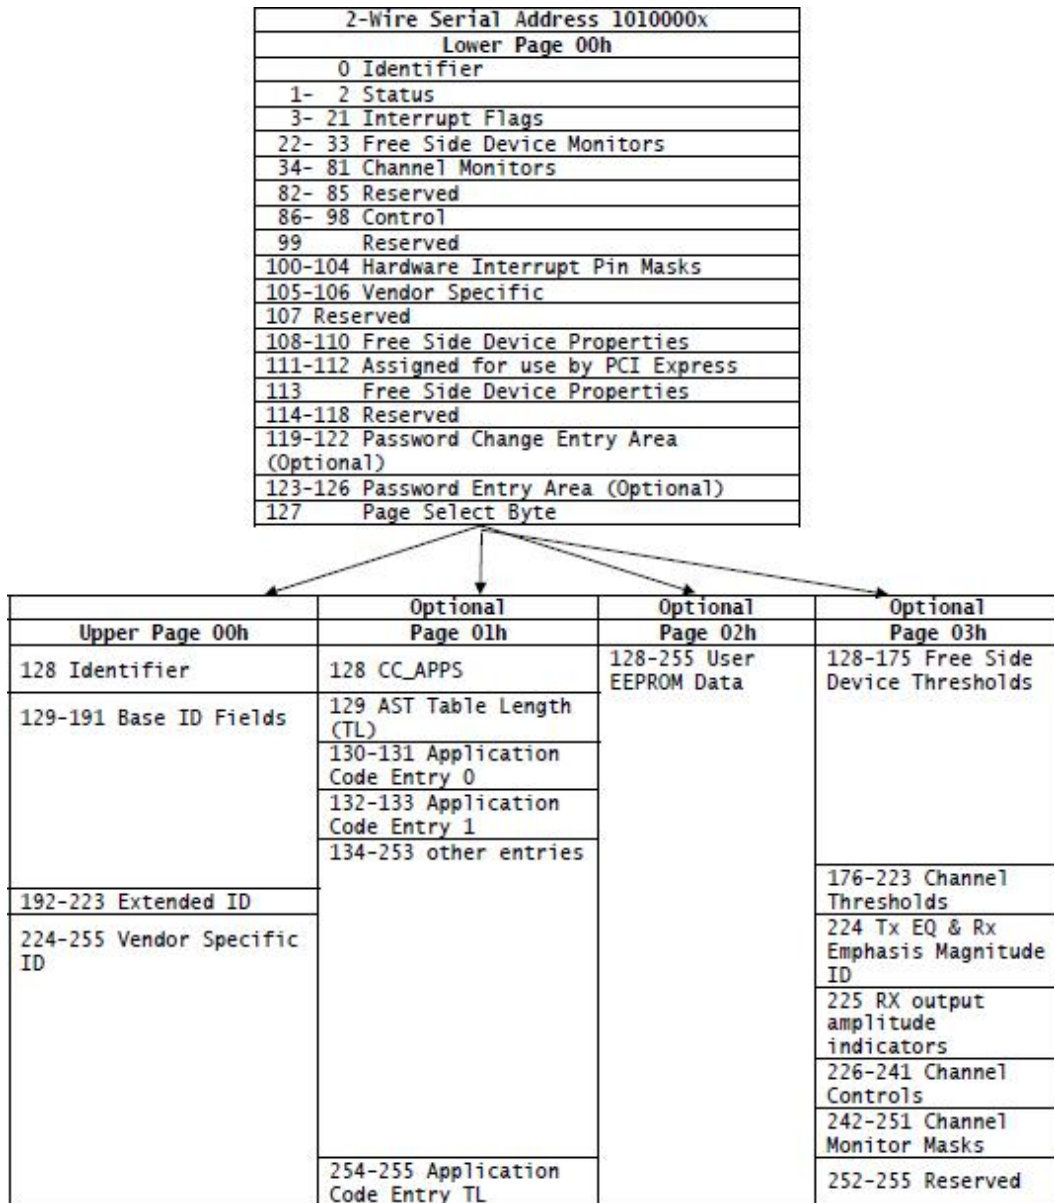 2-Wire Serial Address 1010000x
Lower Page 00h
0 Identifier
1- 2 Status
3- 21 Interrupt Flags
22- 33 Free Side Device Monitors
34- 81 Channel Monitors
82- 85 Reserved
86- 98 Control
99 Reserved
100-104 Hardware Interrupt Pin Masks
105-106 Vendor Specific
107 Reserved
108-110 Free Side Device Properties
111-112 Assigned for use by PCI Express
113 Free Side Device Properties
114-118 Reserved
119-122 Password Change Entry Area
(Optional)
123-126 Password Entry Area (Optional)
127 Page Select Byte
Upper Page 00h
128 Identifier
129-191 Base ID Fields
192-223 Extended ID
224-255 Vendor Specific
ID
Optional
Page 01h
128 CC_APPS
129 AST Table Length
(TL)
130-131 Application
Code Entry 0
132-133 Application
Code Entry 1
134-253 other entries
254-255 Application
Code Entry TL
Optional
Page 02h
128-255 User
EEPROM Data
Optional
Page 03h
128-175 Free Side
Device Thresholds
176-223 Channel
Thresholds
224 Tx EQ & Rx
Emphasis Magnitude
ID
225 RX output
amplitude
indicators
226-241 Channel
Controls
242-251 Channel
Monitor Masks
252-255 Reserved